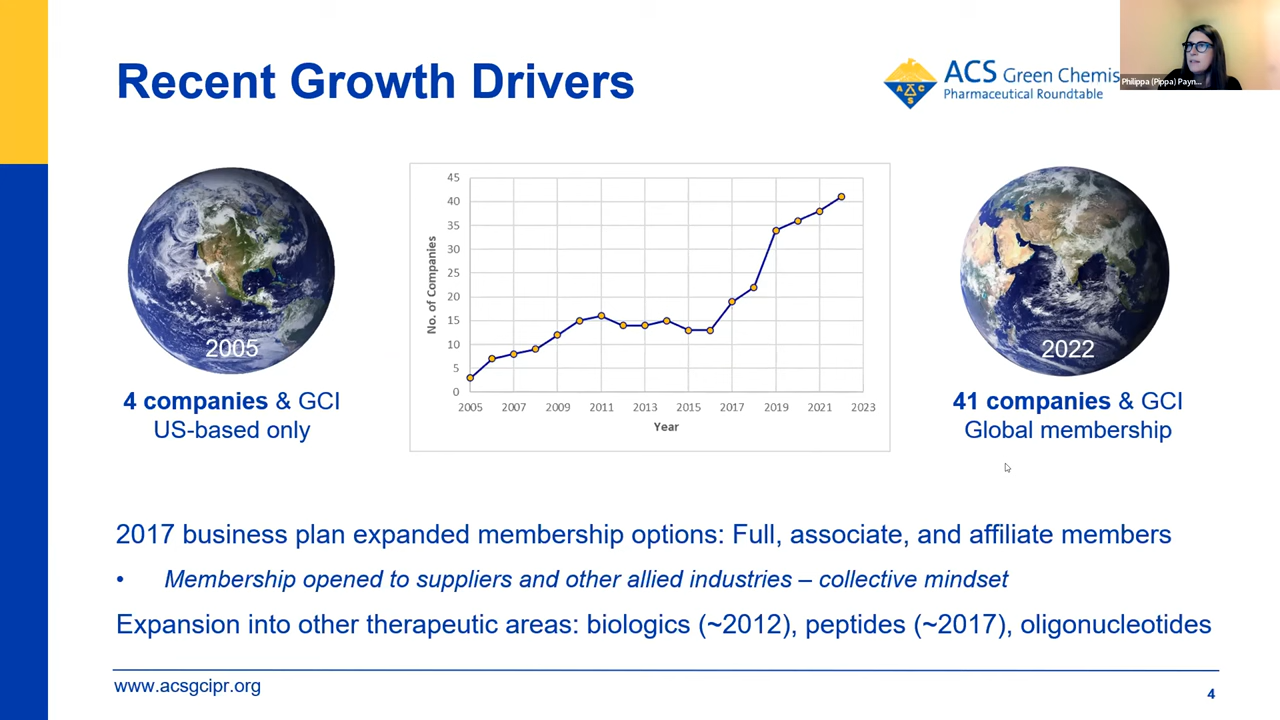 Recent Growth Drivers
ACS Green Chemis
Pharmaceutical Roundtable
Philippa (Pippa) Payn...
2005
4 companies & GCI
US-based only
No. of Companies
45
40
35
30
25
20
15
10
5
0
2005 2007 2009 2011 2013 2015 2017 2019 2021 2023
Year
2022
41 companies & GCI
Global membership
2017 business plan expanded membership options: Full, associate, and affiliate members
• Membership opened to suppliers and other allied industries – collective mindset
Expansion into other therapeutic areas: biologics (~2012), peptides (~2017), oligonucleotides
www.acsgcipr.org
4